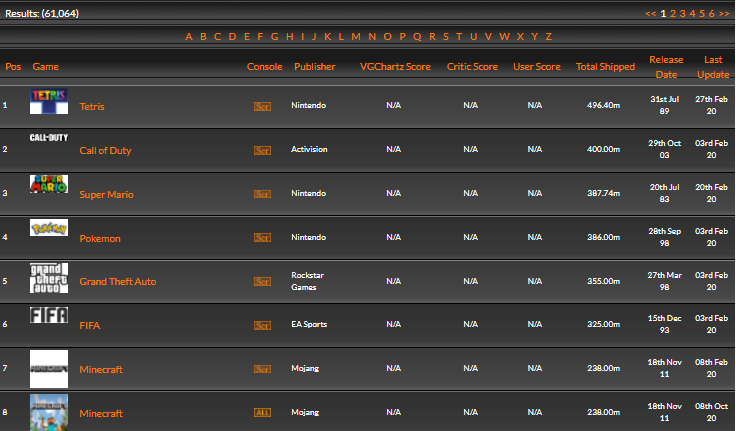 Results: (61,064) << 1 2 3 4 5 6 >>
A B C D E F G H I J K L M N O P Q R S T U V W X Y Z
Pos Game Console Publisher VGChartz Score Critic Score User Score Total Shipped Release Date Last Update
1 TETRIS Tetris Ser Nintendo N/A N/A N/A 496.40m 31st Jul 89 27th Feb 20
2 CALL OF DUTY Call of Duty Ser Activision N/A N/A N/A 400.00m 29th Oct 03 03rd Feb 20
3 SUPER MARIO Super Mario Ser Nintendo N/A N/A N/A 387.74m 20th Jul 83 20th Feb 20
4 Pokémon Pokemon Ser Nintendo N/A N/A N/A 386.00m 28th Sep 98 03rd Feb 20
5 grand theft auto Grand Theft Auto Ser Rockstar Games N/A N/A N/A 355.00m 27th Mar 98 03rd Feb 20
6 FIFA FIFA Ser EA Sports N/A N/A N/A 325.00m 15th Dec 93 03rd Feb 20
7 MINECRAFT Minecraft Ser Mojang N/A N/A N/A 238.00m 18th Nov 11 08th Feb 20
8 MINECRAFT Minecraft ALL Mojang N/A N/A N/A 238.00m 18th Nov 11 08th Oct 20